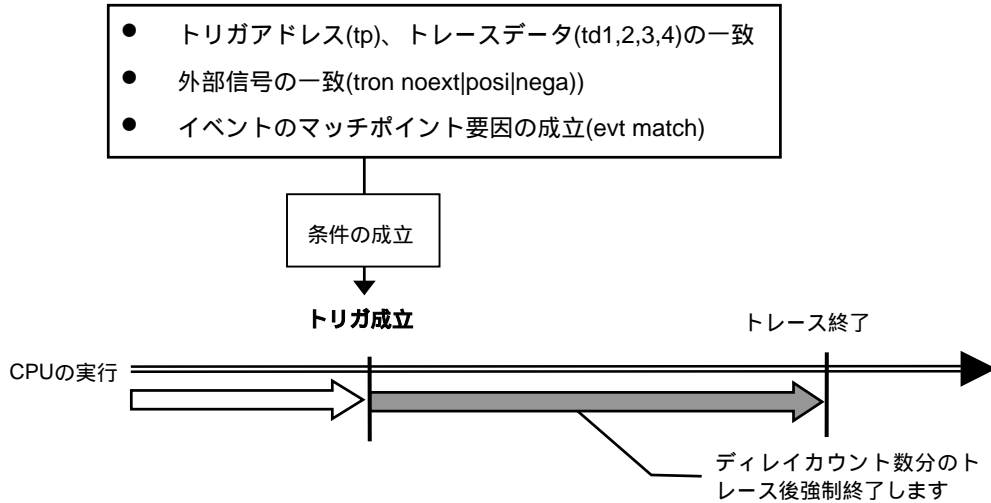 ● トリガアドレス(tp)、トレースデータ(td1,2,3,4)の一致
● 外部信号の一致(tron noext|posi|nega))
● イベントのマッチポイント要因の成立(evt match)
条件の成立
トリガ成立
トレース終了
CPUの実行
ディレイカウント数分のト
レース後強制終了します